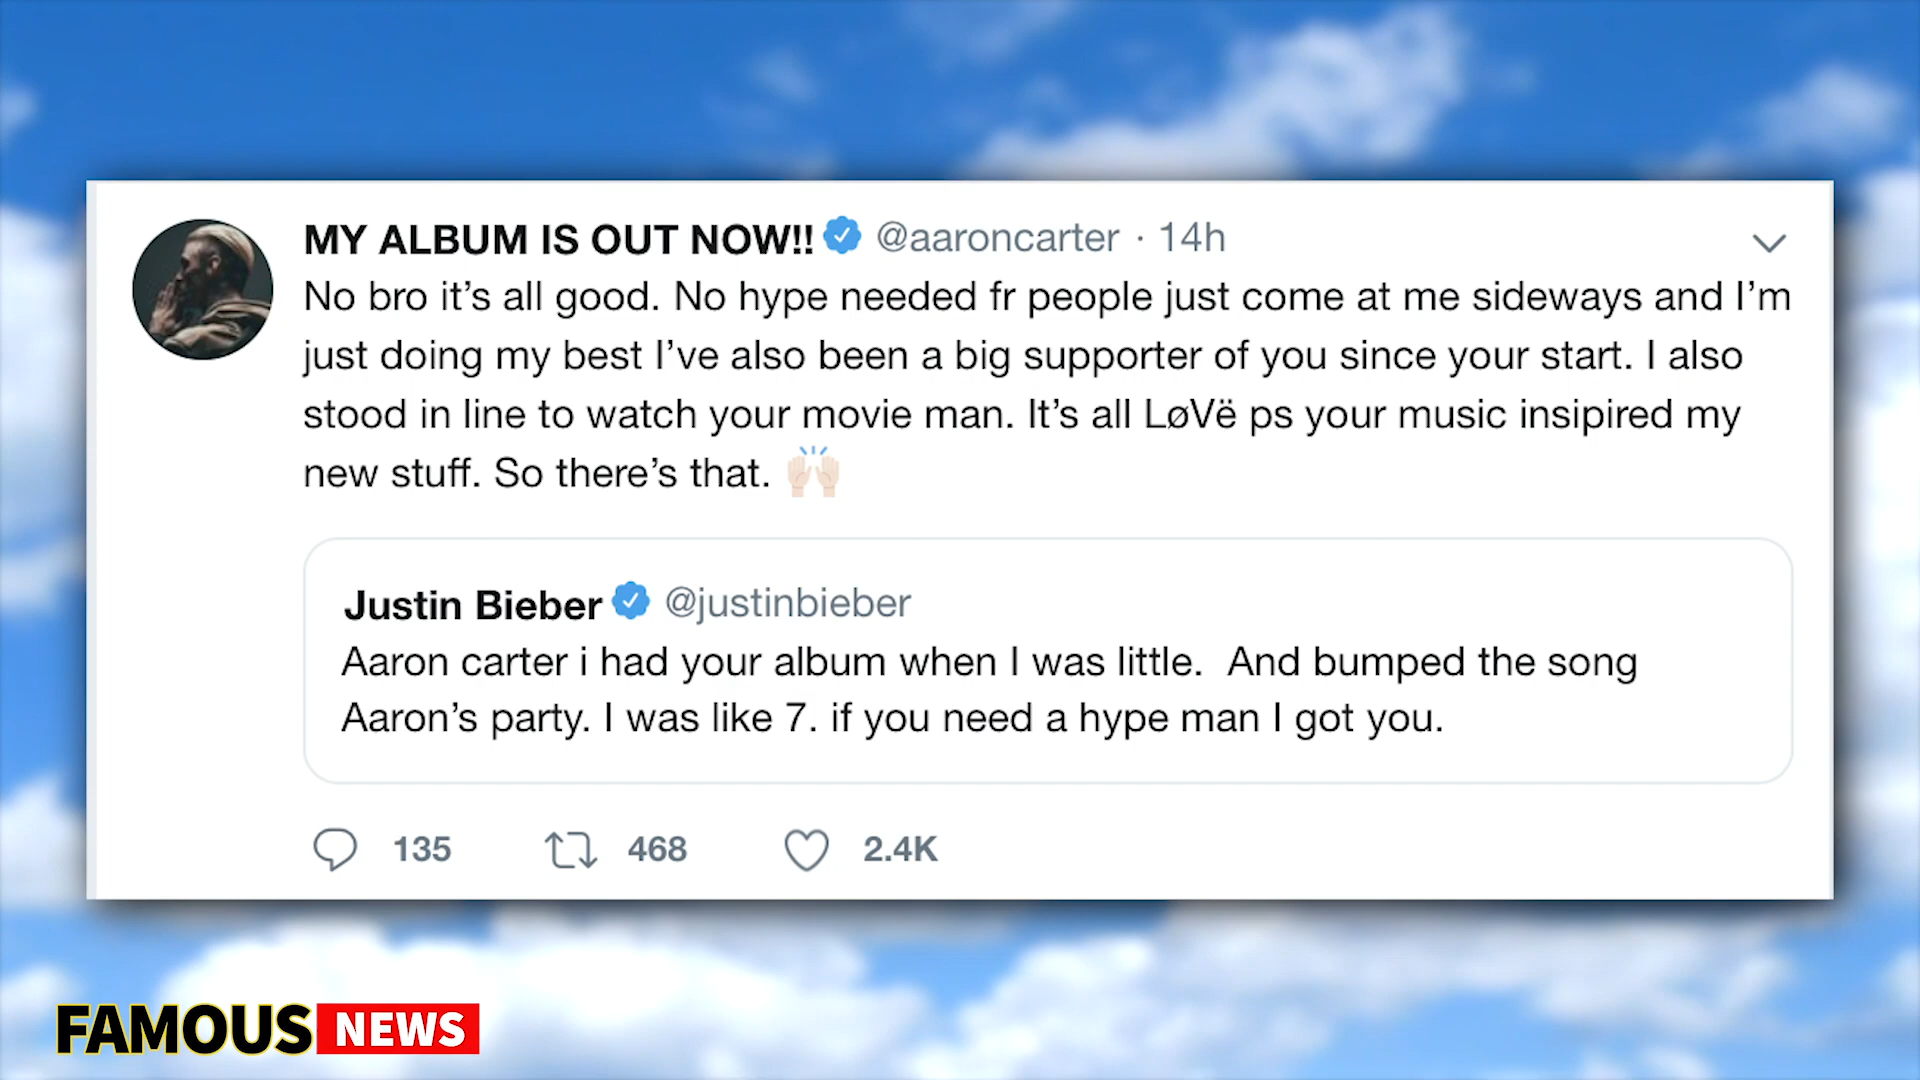 MY ALBUM IS OUT NOW!! @aaroncarter · 14h
No bro it’s all good. No hype needed fr people just come at me sideways and I’m
just doing my best I’ve also been a big supporter of you since your start. I also
stood in line to watch your movie man. It’s all LøVë ps your music insipired my
new stuff. So there’s that. 🙌🏻
Justin Bieber @justinbieber
Aaron carter i had your album when I was little. And bumped the song
Aaron’s party. I was like 7. if you need a hype man I got you.
135 468 2.4K
FAMOUS NEWS